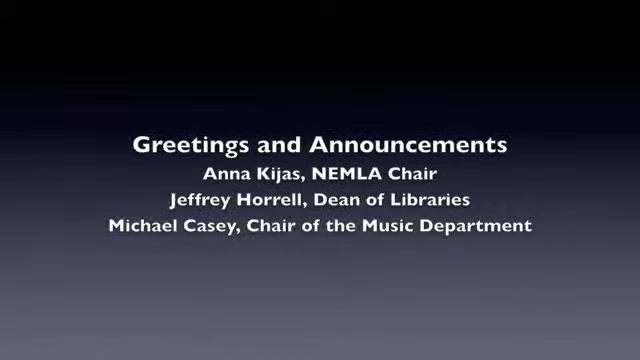 Greetings and Announcements
Anna Kijas, NEMLA Chair
Jeffrey Horrell, Dean of Libraries
Michael Casey, Chair of the Music Department